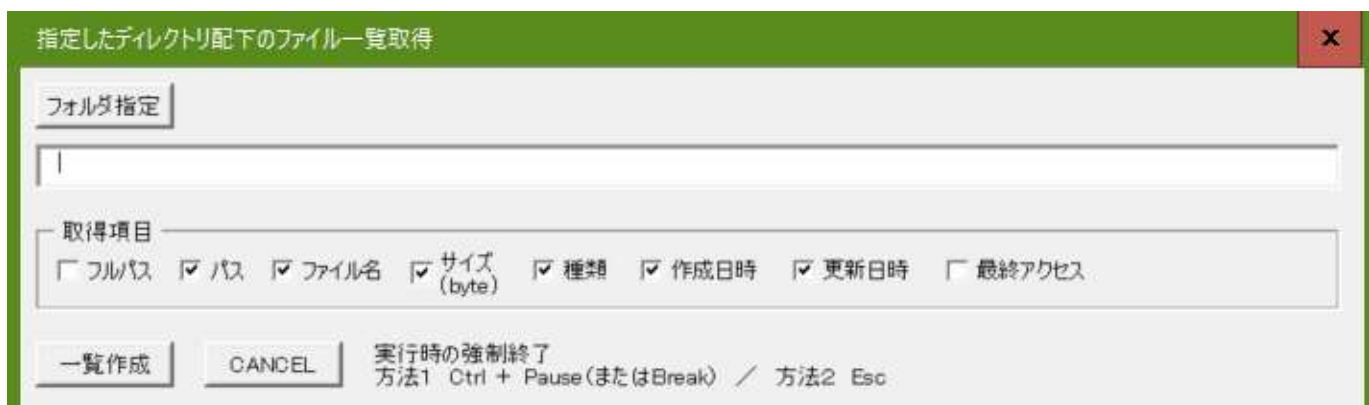 指定したディレクトリ配下のファイル一覧取得
x
フォルダ指定
取得項目
フルパス パス ファイル名 サイズ(byte) 種類 作成日時 更新日時 最終アクセス
一覧作成 CANCEL 実行時の強制終了
方法1 Ctrl + Pause(またはBreak) / 方法2 Esc